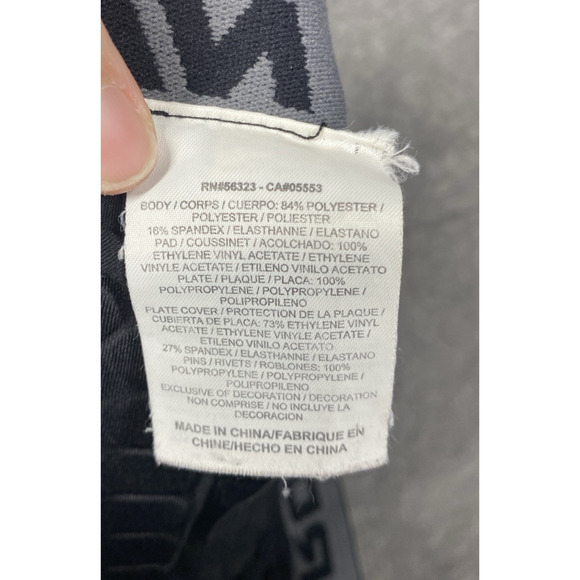 RN#56323 - CA#05553
BODY / CORPS / CUERPO: 84% POLYESTER /
POLYESTER / POLIESTER
16% SPANDEX / ELASTHANNE / ELASTANO
PAD / COUSSINET / ACOLCHADO: 100%
ETHYLENE VINYL ACETATE / ETHYLENE
VINYLE ACETATE / ETILENO VINILO ACETATO
PLATE / PLAQUE / PLACA: 100%
POLYPROPYLENE / POLYPROPYLENE /
POLIPROPILENO
PLATE COVER / PROTECTION DE LA PLAQUE /
CUBIERTA DE PLACA: 73% ETHYLENE VINYL
ACETATE / ETHYLENE VINYLE ACETATE /
ETILENO VINILO ACETATO
27% SPANDEX / ELASTHANNE / ELASTANO
PINS / RIVETS / ROBLONES: 100%
POLYPROPYLENE / POLYPROPYLENE /
POLIPROPILENO
EXCLUSIVE OF DECORATION / DECORATION
NON COMPRISE / NO INCLUYE LA
DECORACION
MADE IN CHINA/FABRIQUE EN
CHINE/HECHO EN CHINA